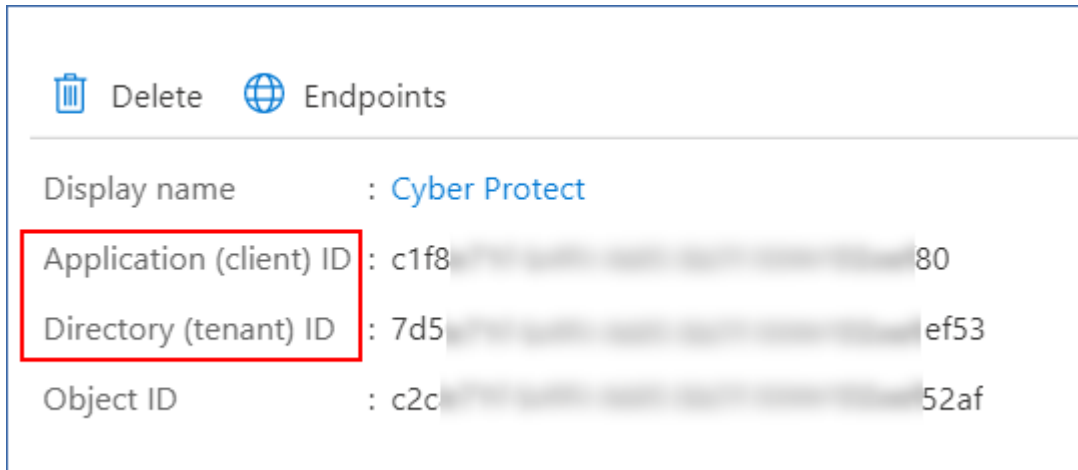 Delete Endpoints
Display name : Cyber Protect
Application (client) ID : c1f8 80
Directory (tenant) ID : 7d5 ef53
Object ID : c2c 52af